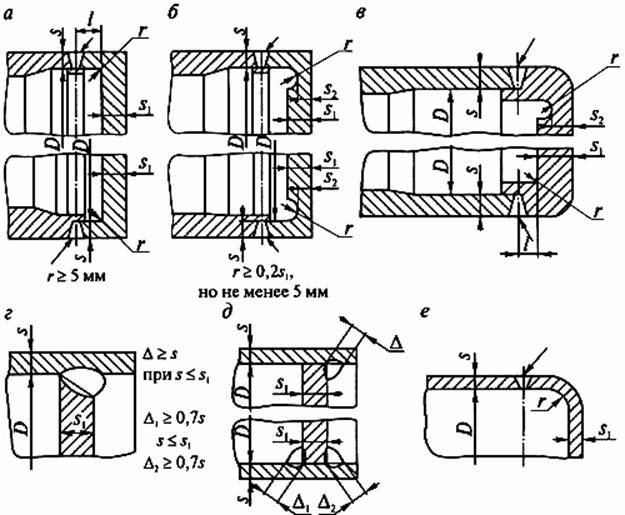 а
s
l
r
s₁
D
D
s₁
r
s
r ≥ 5 мм
б
s
r
s₂
s₁
D
D
s₁
s₂
r
s
r ≥ 0,2s₁,
но не менее 5 мм
в
r
D
s
s₂
s₁
s
D
r
l
г
s
D
s₁
Δ ≥ s
при s ≤ s₁
Δ₁ ≥ 0,7s
s ≤ s₁
Δ₂ ≥ 0,7s
д
s
Δ
D
s₁
D
s₁
s
Δ₁ Δ₂
е
s
r
D
s₁